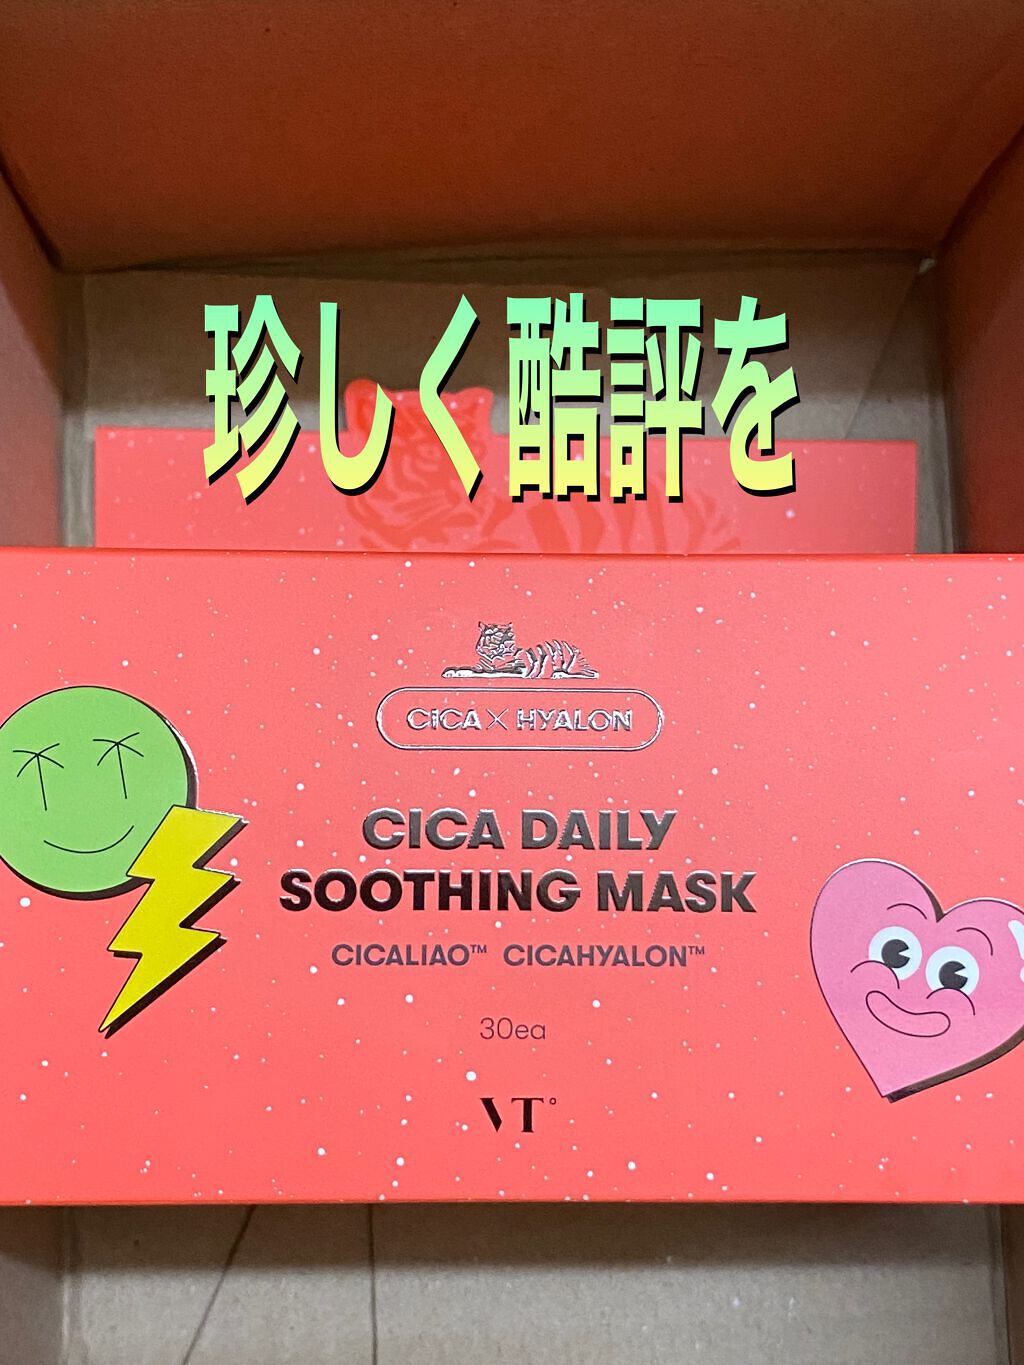 珍しく酷評を
CICA×HYALON
CICA DAILY
SOOTHING MASK
CICALIAO™ CICAHYALON™
30ea
VT°